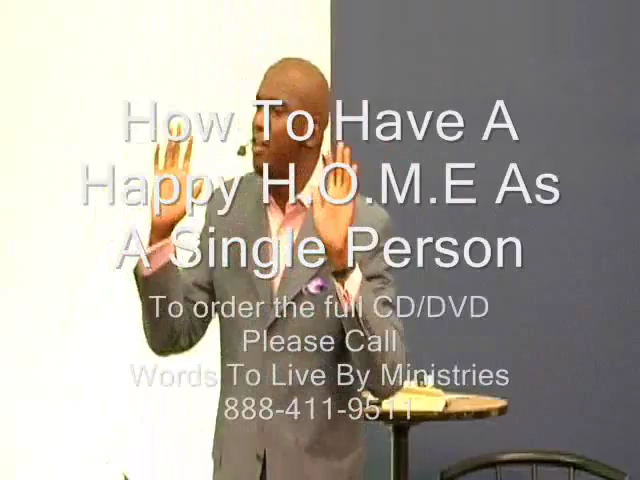 How To Have A
Happy H.O.M.E As
A Single Person
To order the full CD/DVD
Please Call
Words To Live By Ministries
888-411-9511